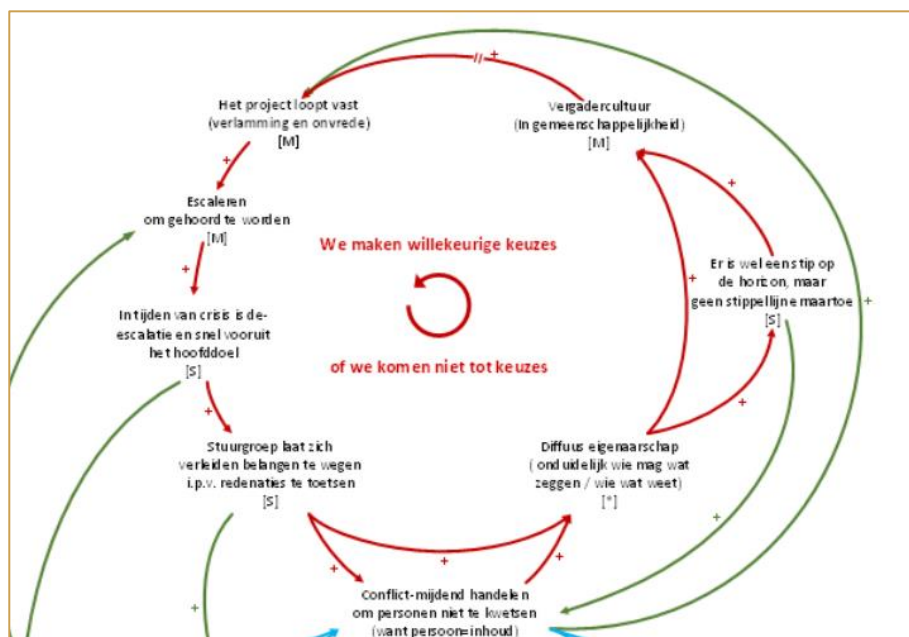 Het project loopt vast
(verlamming en onvrede)
[M]
Vergadercultuur
(In gemeenschappelijkheid)
[M]
Escaleren
om gehoord te worden
[M]
We maken willekeurige keuzes
Er is wel een stip op
de horizon, maar
geen stippellijne maartoe
[S]
In tijden van crisis is de-
escalatie en snel vooruit
het hoofddoel
[S]
of we komen niet tot keuzes
Stuurgroep laat zich
verleiden belangen te wegen
i.p.v. redenaties te toetsen
[S]
Diffuus eigenaarschap
( onduidelijk wie mag wat
zeggen / wie wat weet)
[*]
Conflict-mijdend handelen
om personen niet te kwetsen
(want persoon=inhoud)
+
+
+
+
+
+
+
+
+
+
+
+
+